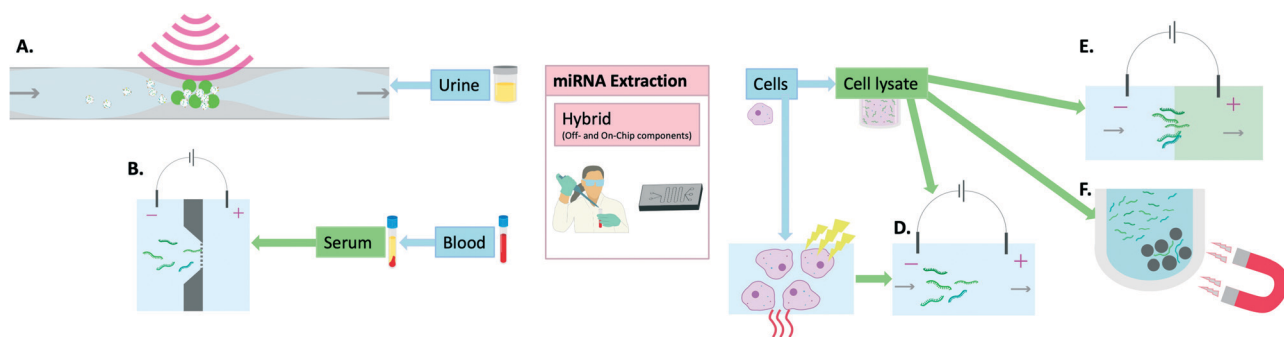 A.
Urine
B.
−
+
Serum
Blood
miRNA Extraction
Hybrid
(Off- and On-Chip components)
Cells
Cell lysate
D.
−
+
E.
−
+
F.